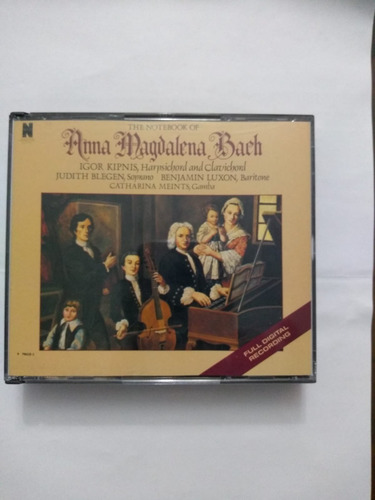 N
THE NOTEBOOK OF
Anna Magdalena Bach
IGOR KIPNIS, Harpsichord and Clavichord
JUDITH BLEGEN, Soprano BENJAMIN LUXON, Baritone
CATHARINA MEINTS, Gamba
FULL DIGITAL
RECORDING